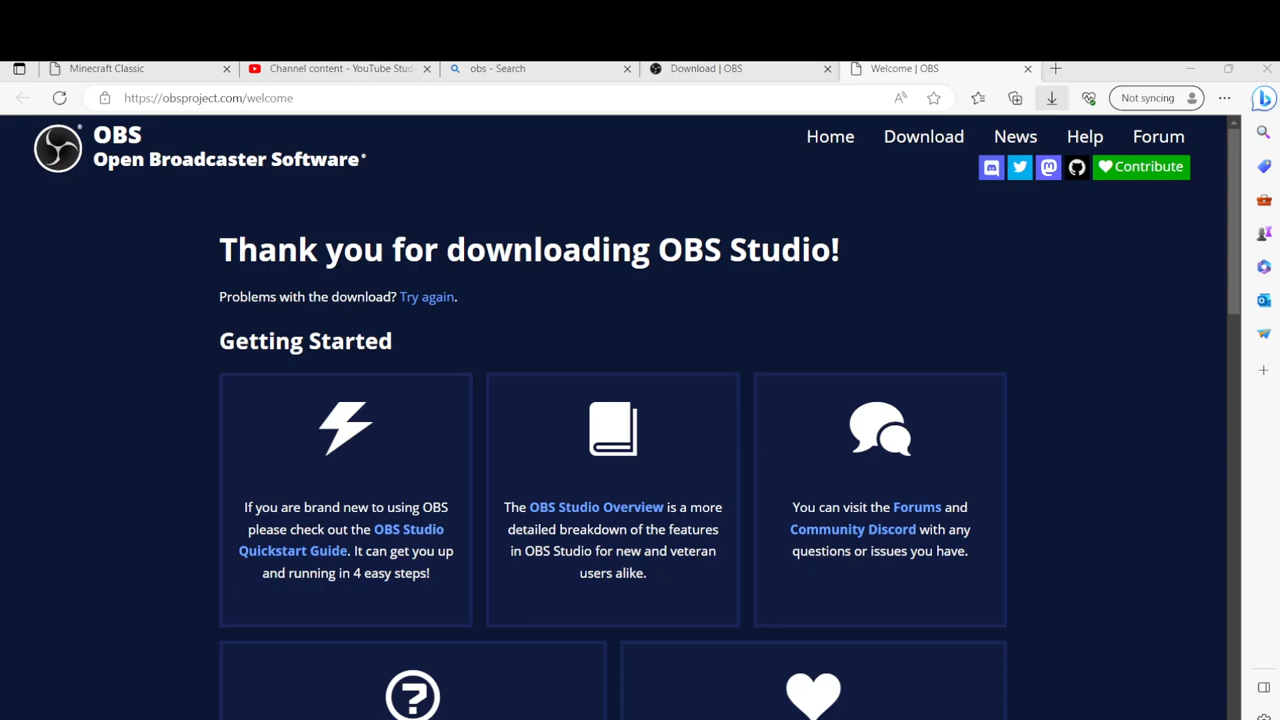 Minecraft Classic
Channel content - YouTube Stud
obs - Search
Download | OBS
Welcome | OBS
https://obsproject.com/welcome
Not syncing
OBS
Open Broadcaster Software
Home
Download
News
Help
Forum
Contribute
Thank you for downloading OBS Studio!
Problems with the download? Try again.
Getting Started
If you are brand new to using OBS
please check out the OBS Studio
Quickstart Guide. It can get you up
and running in 4 easy steps!
The OBS Studio Overview is a more
detailed breakdown of the features
in OBS Studio for new and veteran
users alike.
You can visit the Forums and
Community Discord with any
questions or issues you have.